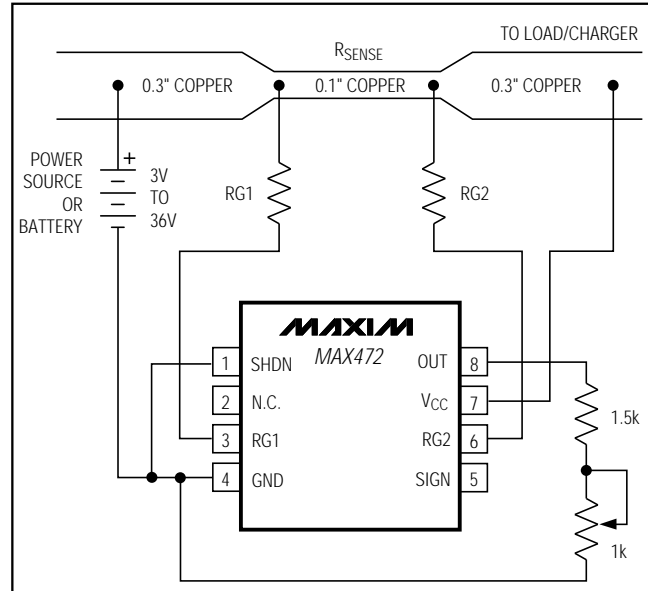 TO LOAD/CHARGER
RSENSE
0.3" COPPER
0.1" COPPER
0.3" COPPER
POWER
SOURCE
OR
BATTERY
+
3V
TO
36V
RG1
RG2
MAXIM
MAX472
1 SHDN
2 N.C.
3 RG1
4 GND
OUT 8
VCC 7
RG2 6
SIGN 5
1.5k
1k